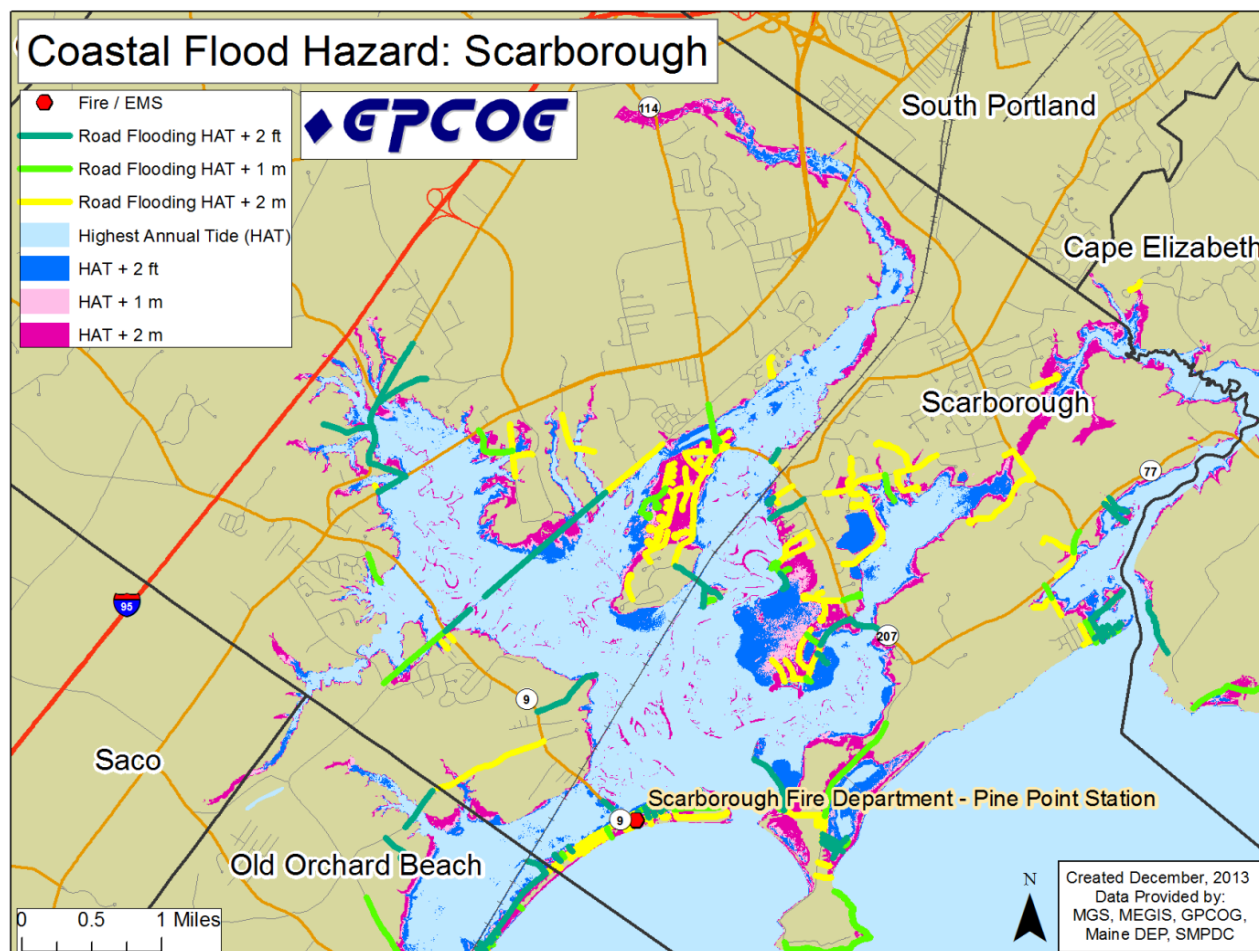 Coastal Flood Hazard: Scarborough
Fire / EMS
Road Flooding HAT + 2 ft
Road Flooding HAT + 1 m
Road Flooding HAT + 2 m
Highest Annual Tide (HAT)
HAT + 2 ft
HAT + 1 m
HAT + 2 m
GPCOG
114
South Portland
Cape Elizabeth
Scarborough
77
95
207
9
Saco
Scarborough Fire Department - Pine Point Station
9
Old Orchard Beach
0 0.5 1 Miles
N
Created December, 2013
Data Provided by:
MGS, MEGIS, GPCOG,
Maine DEP, SMPDC